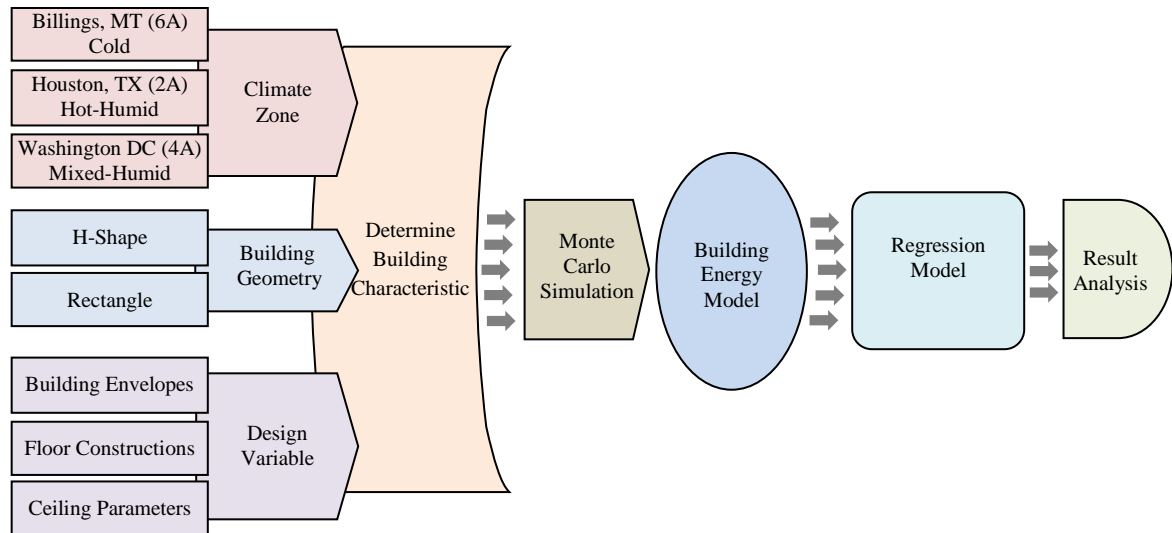 Billings, MT (6A)
Cold
Houston, TX (2A)
Hot-Humid
Washington DC (4A)
Mixed-Humid
Climate
Zone
H-Shape
Rectangle
Building
Geometry
Building Envelopes
Floor Constructions
Ceiling Parameters
Design
Variable
Determine
Building
Characteristic
Monte
Carlo
Simulation
Building
Energy
Model
Regression
Model
Result
Analysis